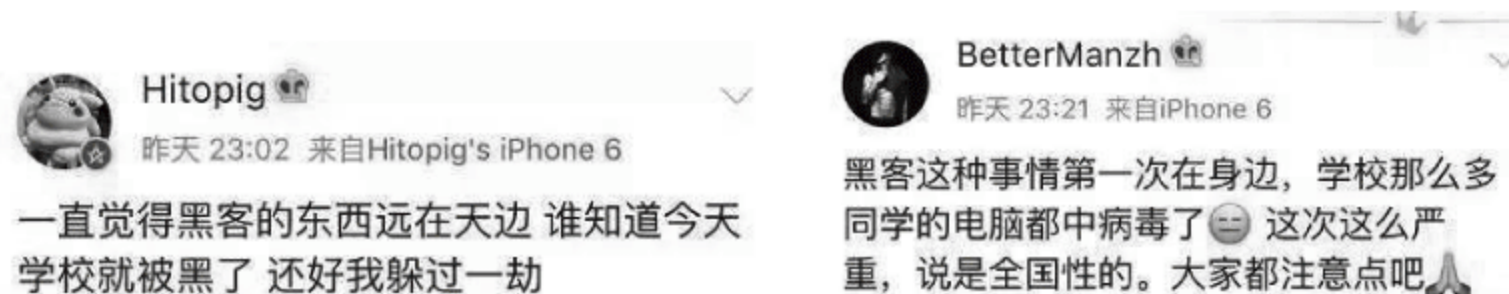 Hitopig
昨天 23:02 来自Hitopig's iPhone 6
一直觉得黑客的东西远在天边 谁知道今天
学校就被黑了 还好我躲过一劫
BetterManzh
昨天 23:21 来自iPhone 6
黑客这种事情第一次在身边，学校那么多
同学的电脑都中病毒了😑 这次这么严
重，说是全国性的。大家都注意点吧🙏